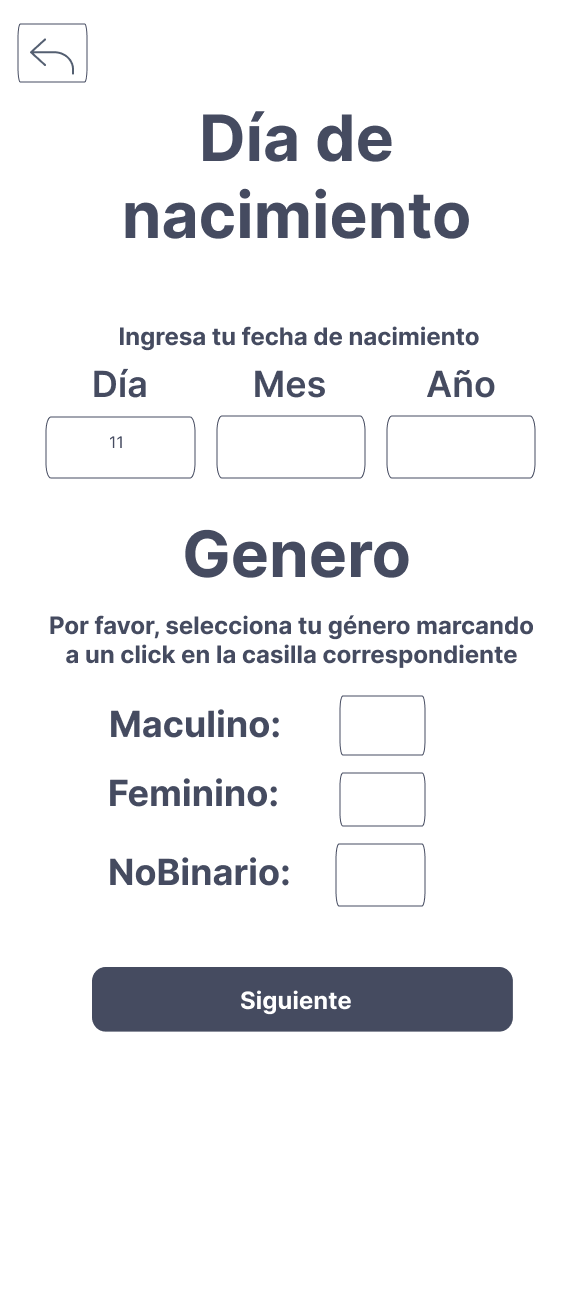 Día de
nacimiento
Ingresa tu fecha de nacimiento
Día Mes Año
11
Genero
Por favor, selecciona tu género marcando
a un click en la casilla correspondiente
Maculino:
Feminino:
NoBinario:
Siguiente